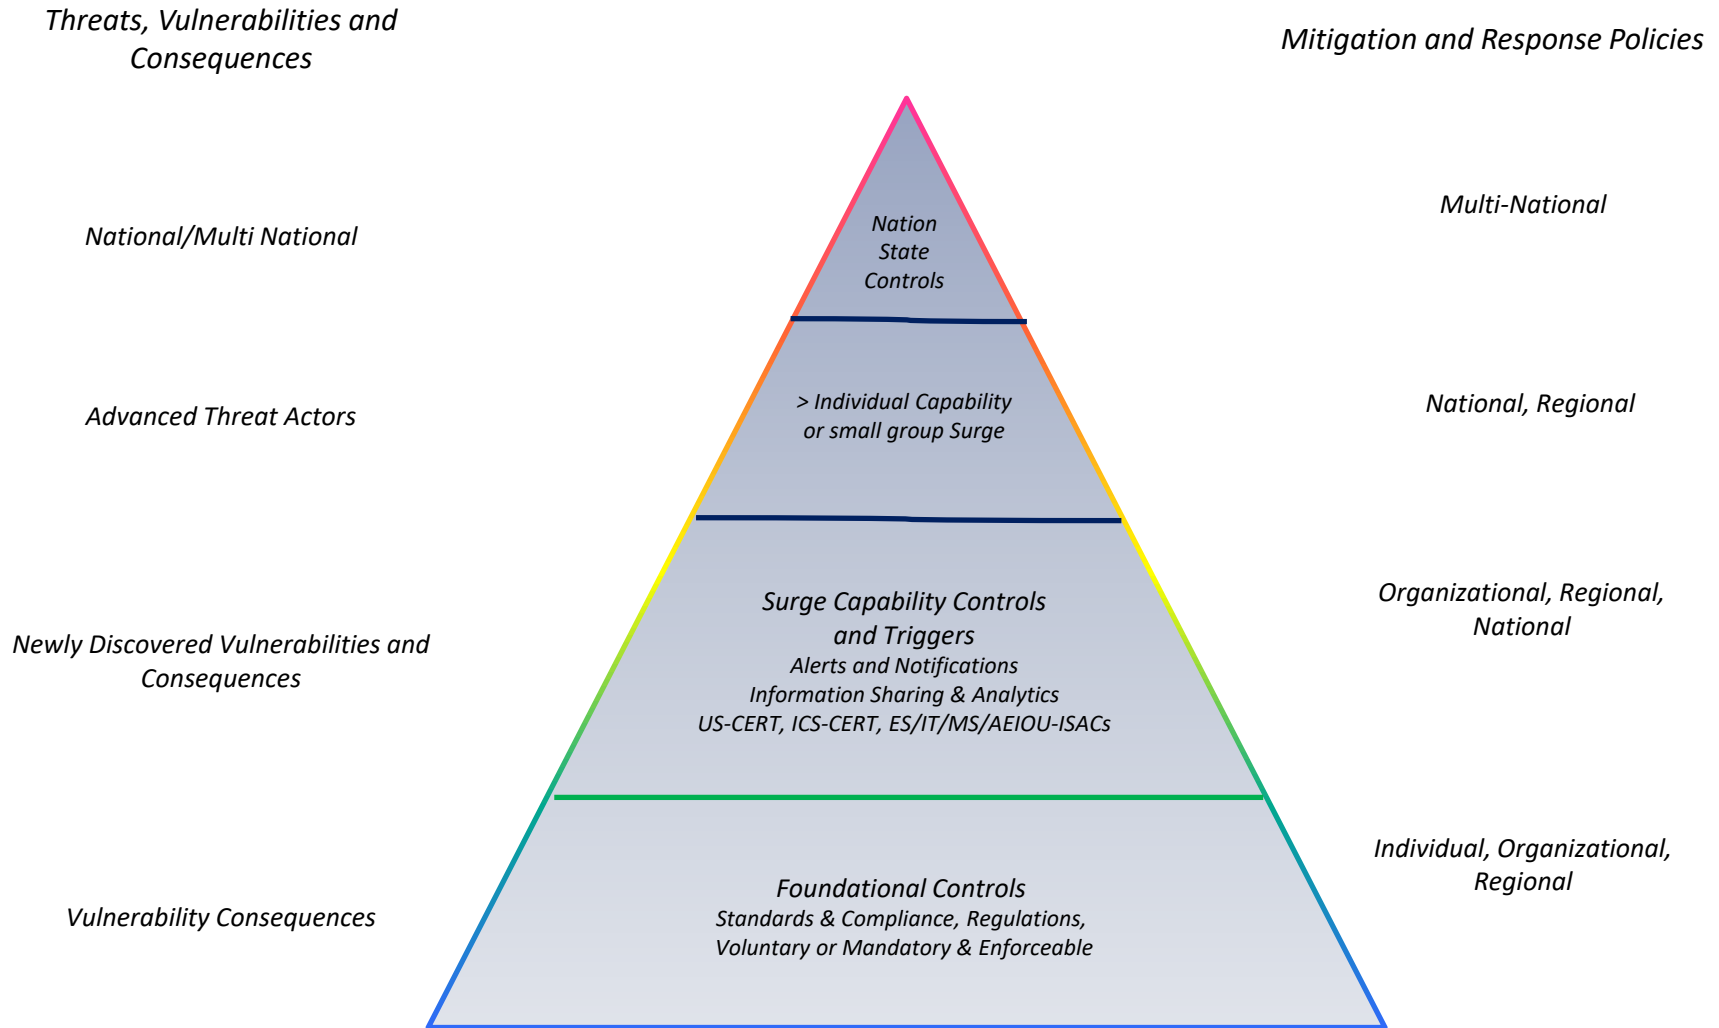 Threats, Vulnerabilities and
Consequences
Mitigation and Response Policies
National/Multi National
Nation
State
Controls
Multi-National
Advanced Threat Actors
> Individual Capability
or small group Surge
National, Regional
Newly Discovered Vulnerabilities and
Consequences
Surge Capability Controls
and Triggers
Alerts and Notifications
Information Sharing & Analytics
US-CERT, ICS-CERT, ES/IT/MS/AEIOU-ISACs
Organizational, Regional,
National
Vulnerability Consequences
Foundational Controls
Standards & Compliance, Regulations,
Voluntary or Mandatory & Enforceable
Individual, Organizational,
Regional